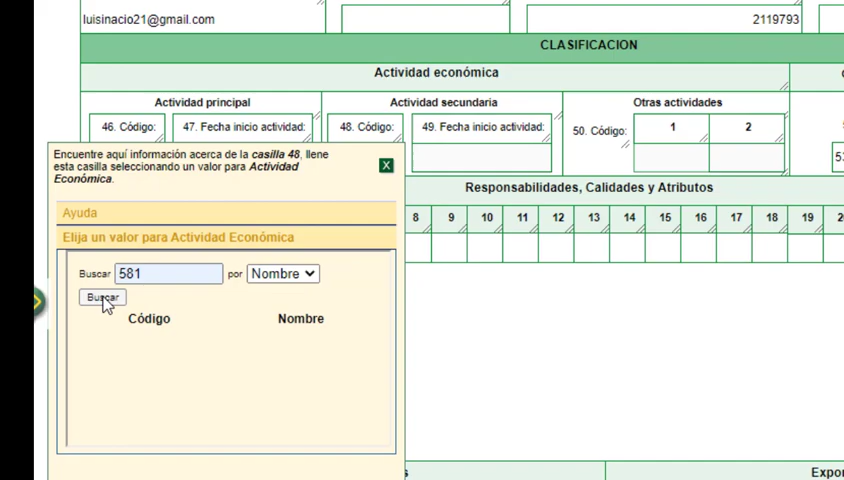 luisinacio21@gmail.com
2119793
CLASIFICACION
Actividad económica
Actividad principal
Actividad secundaria
Otras actividades
46. Código:
47. Fecha inicio actividad:
48. Código:
49. Fecha inicio actividad:
50. Código:
1
2
Encuentre aquí información acerca de la casilla 48, llene
esta casilla seleccionando un valor para Actividad
Económica.
X
Responsabilidades, Calidades y Atributos
Ayuda
8 9 10 11 12 13 14 15 16 17 18 19
Elija un valor para Actividad Económica
Buscar 581 por Nombre
Buscar
Código Nombre